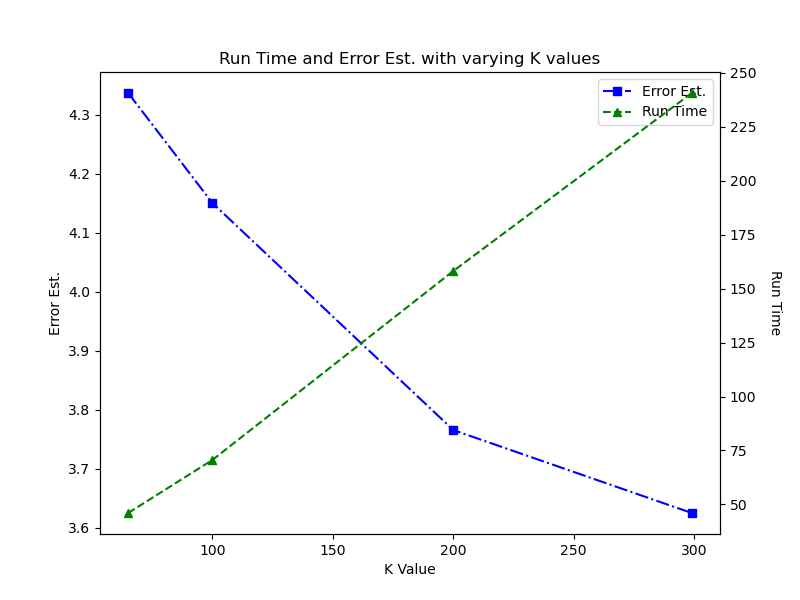 Run Time and Error Est. with varying K values
Error Est.
Run Time
4.3
4.2
4.1
4.0
3.9
3.8
3.7
3.6
Error Est.
250
225
200
175
150
125
100
75
50
Run Time
100 150 200 250 300
K Value